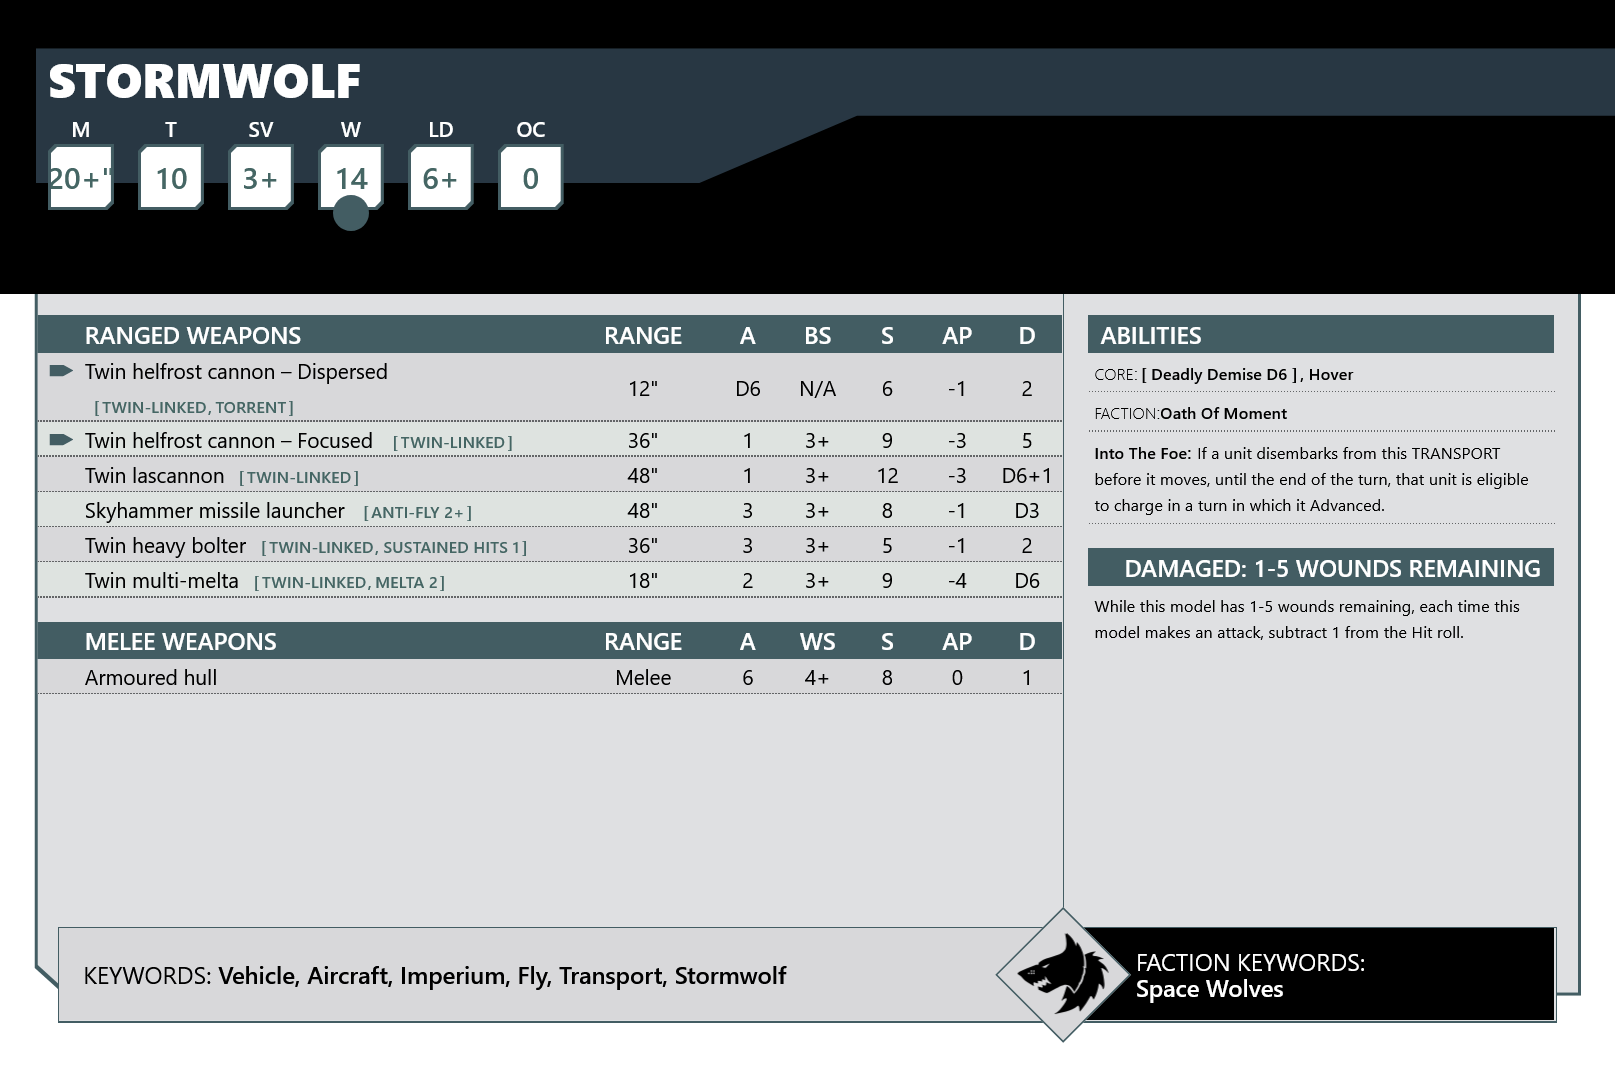 STORMWOLF
M T SV W LD OC
20+" 10 3+ 14 6+ 0
RANGED WEAPONS RANGE A BS S AP D
Twin helfrost cannon – Dispersed
[TWIN-LINKED, TORRENT] 12" D6 N/A 6 -1 2
Twin helfrost cannon – Focused [TWIN-LINKED] 36" 1 3+ 9 -3 5
Twin lascannon [TWIN-LINKED] 48" 1 3+ 12 -3 D6+1
Skyhammer missile launcher [ANTI-FLY 2+] 48" 3 3+ 8 -1 D3
Twin heavy bolter [TWIN-LINKED, SUSTAINED HITS 1] 36" 3 3+ 5 -1 2
Twin multi-melta [TWIN-LINKED, MELTA 2] 18" 2 3+ 9 -4 D6
MELEE WEAPONS RANGE A WS S AP D
Armoured hull Melee 6 4+ 8 0 1
ABILITIES
CORE: [ Deadly Demise D6 ] , Hover
FACTION:Oath Of Moment
Into The Foe: If a unit disembarks from this TRANSPORT
before it moves, until the end of the turn, that unit is eligible
to charge in a turn in which it Advanced.
DAMAGED: 1-5 WOUNDS REMAINING
While this model has 1-5 wounds remaining, each time this
model makes an attack, subtract 1 from the Hit roll.
KEYWORDS: Vehicle, Aircraft, Imperium, Fly, Transport, Stormwolf
FACTION KEYWORDS:
Space Wolves